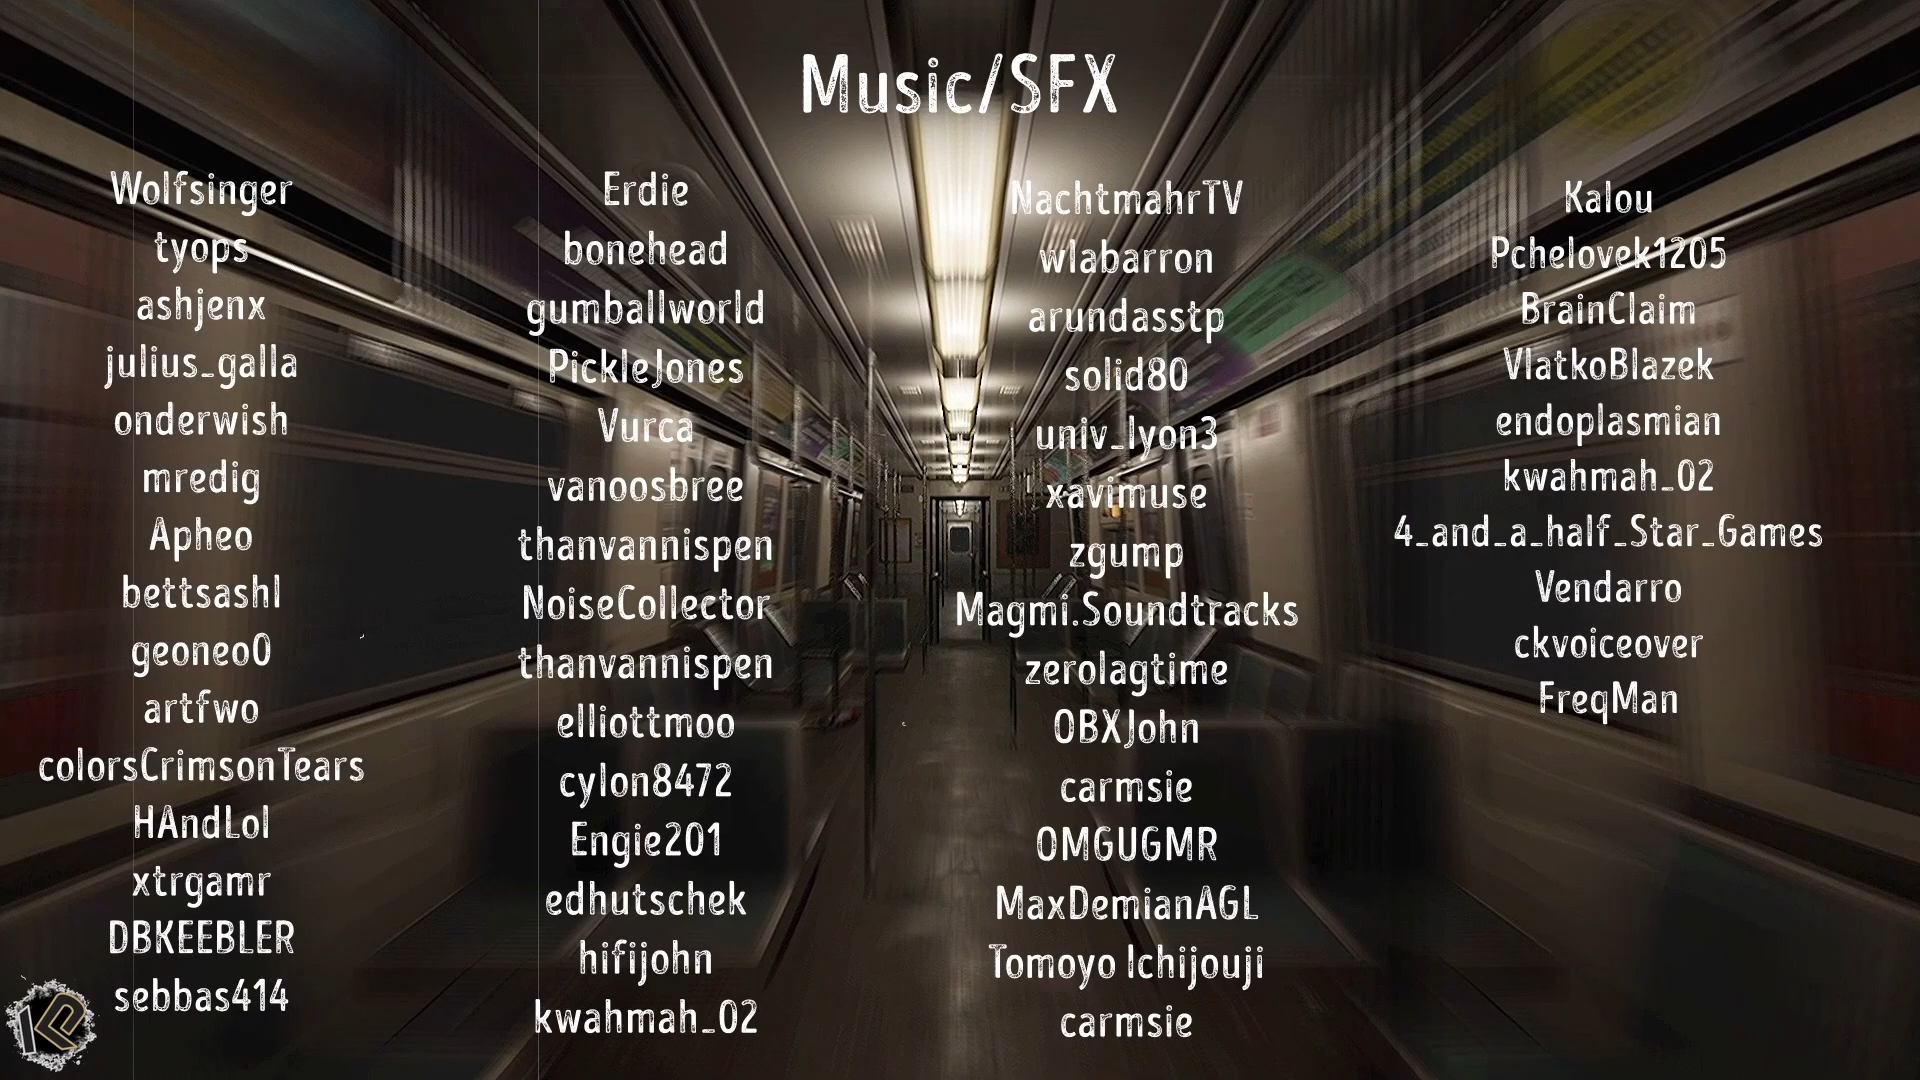 Music/SFX
Wolfsinger
tyops
ashjenx
julius_galla
onderwish
mredig
Apheo
bettsashl
geoneo0
artfwo
colorsCrimsonTears
HAndLol
xtrgamr
DBKEEBLER
sebbas414
Erdie
bonehead
gumballworld
PickleJones
Vurca
vanoosbree
thanvannispen
NoiseCollector
thanvannispen
elliottmoo
cylon8472
Engie201
edhutschek
hifijohn
kwahmah_02
NachtmahrTV
wlabarron
arundasstp
solid80
univ_lyon3
xavimuse
zgump
Magmi.Soundtracks
zerolagtime
OBXJohn
carmsie
OMGUGMR
MaxDemianAGL
Tomoyo Ichijouji
carmsie
Kalou
Pchelovek1205
BrainClaim
VlatkoBlazek
endoplasmian
kwahmah_02
4_and_a_half_Star_Games
Vendarro
ckvoiceover
FreqMan